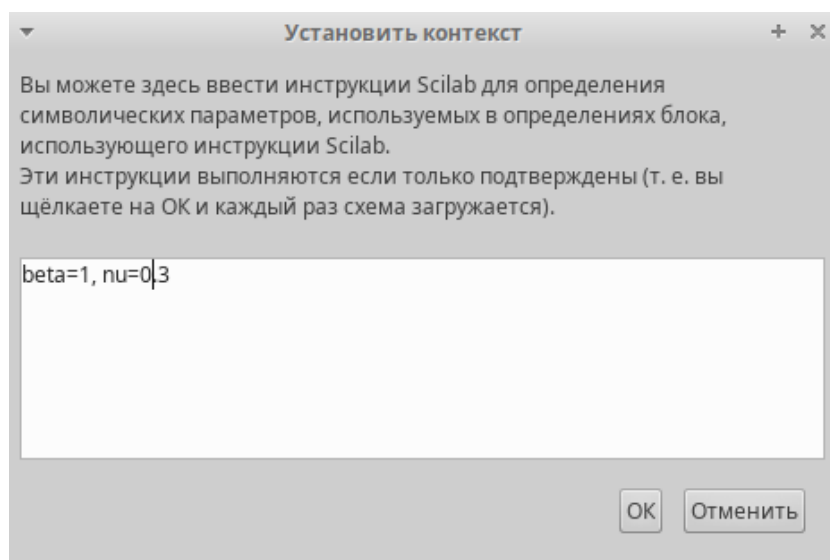 Установить контекст
Вы можете здесь ввести инструкции Scilab для определения
символических параметров, используемых в определениях блока,
использующего инструкции Scilab.
Эти инструкции выполняются если только подтверждены (т. е. вы
щёлкаете на ОК и каждый раз схема загружается).
beta=1, nu=0.3
ОК
Отменить